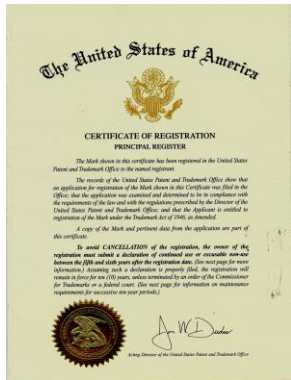 The United States of America
CERTIFICATE OF REGISTRATION
PRINCIPAL REGISTER
The Mark shown in this certificate has been registered in the United States
Patent and Trademark Office to the named registrant.
The records of the United States Patent and Trademark Office show that
an application for registration of the Mark shown in this Certificate was filed in the
Office; that the application was examined and determined to be in compliance with
the requirements of the law and with the regulations prescribed by the Director of the
United States Patent and Trademark Office; and that the Applicant is entitled to
registration of the Mark under the Trademark Act of 1946, as Amended.
A copy of the Mark and pertinent data from the application are part of
this certificate.
To avoid CANCELLATION of the registration, the owner of the
registration must submit a declaration of continued use or excusable non-use
between the fifth and sixth years after the registration date. (See next page for more
information.) Assuming such a declaration is properly filed, the registration will
remain in force for ten (10) years, unless terminated by an order of the Commissioner
for Trademarks or a federal court. (See next page for information on maintenance
requirements for successive ten-year periods.)
Acting Director of the United States Patent and Trademark Office